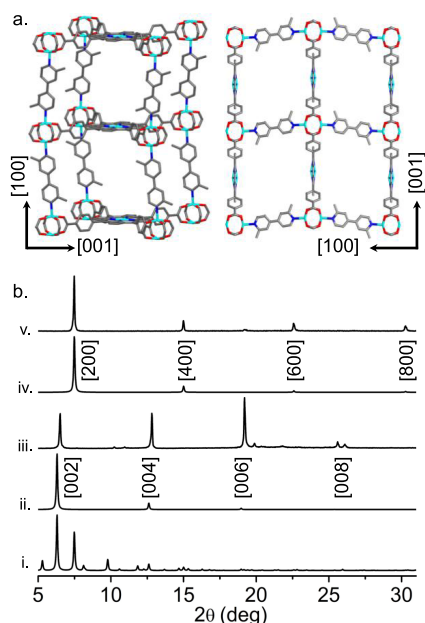 a.
[100]
[001]
[001]
[100]
b.
v.
[200]
[400]
[600]
[800]
iv.
iii.
[002]
[004]
[006]
[008]
ii.
i.
5 10 15 20 25 30
2θ (deg)